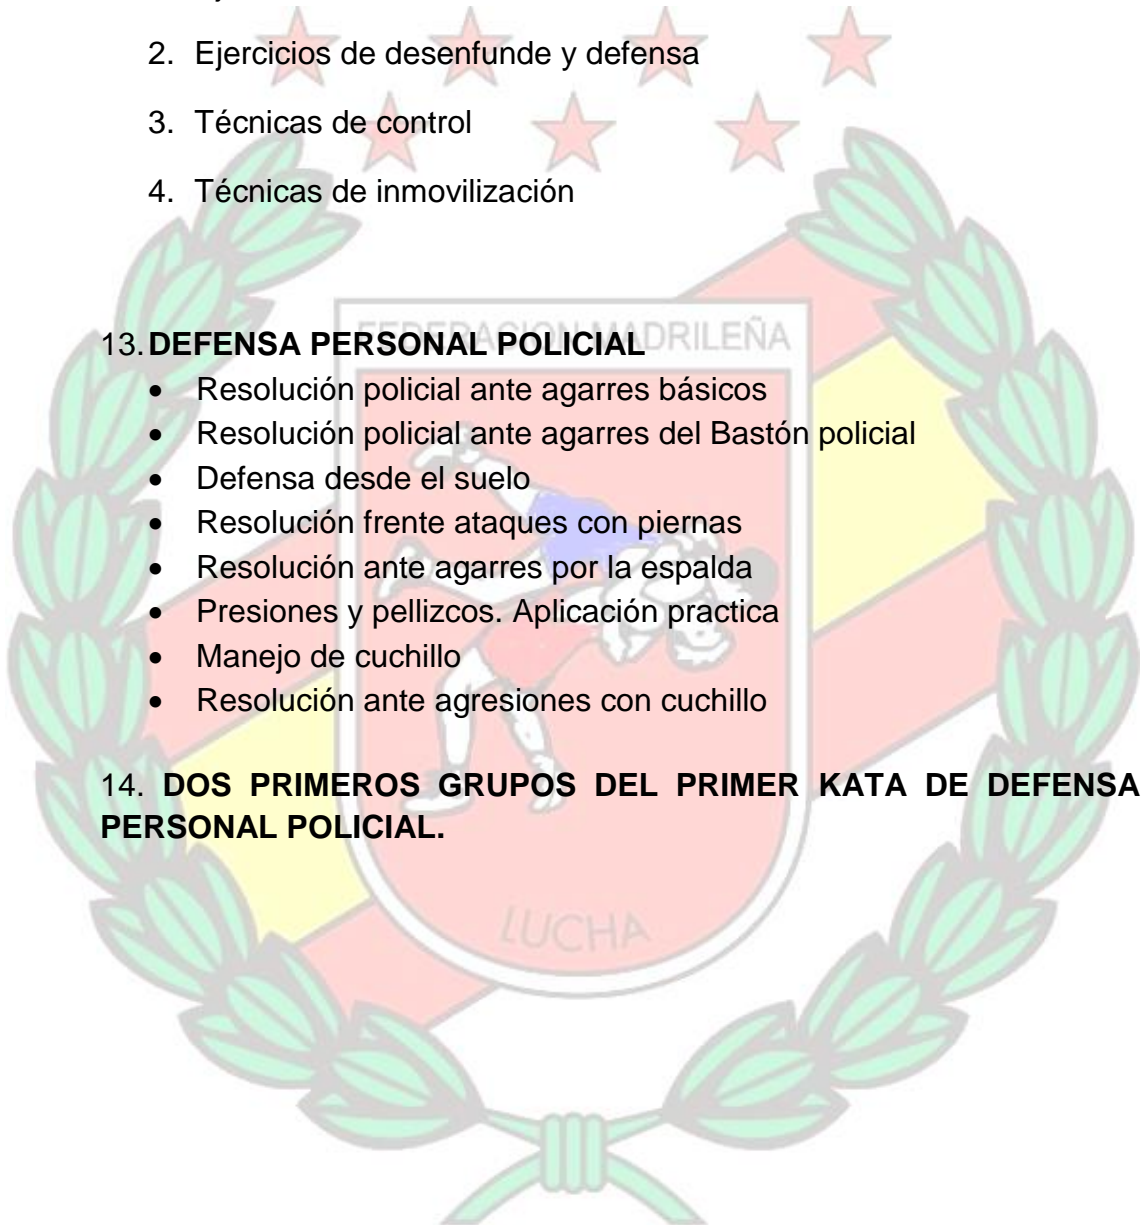 2. Ejercicios de desenfunde y defensa
3. Técnicas de control
4. Técnicas de inmovilización
FEDERACION MADRILEÑA
13. DEFENSA PERSONAL POLICIAL
• Resolución policial ante agarres básicos
• Resolución policial ante agarres del Bastón policial
• Defensa desde el suelo
• Resolución frente ataques con piernas
• Resolución ante agarres por la espalda
• Presiones y pellizcos. Aplicación practica
• Manejo de cuchillo
• Resolución ante agresiones con cuchillo
14. DOS PRIMEROS GRUPOS DEL PRIMER KATA DE DEFENSA
PERSONAL POLICIAL.
LUCHA